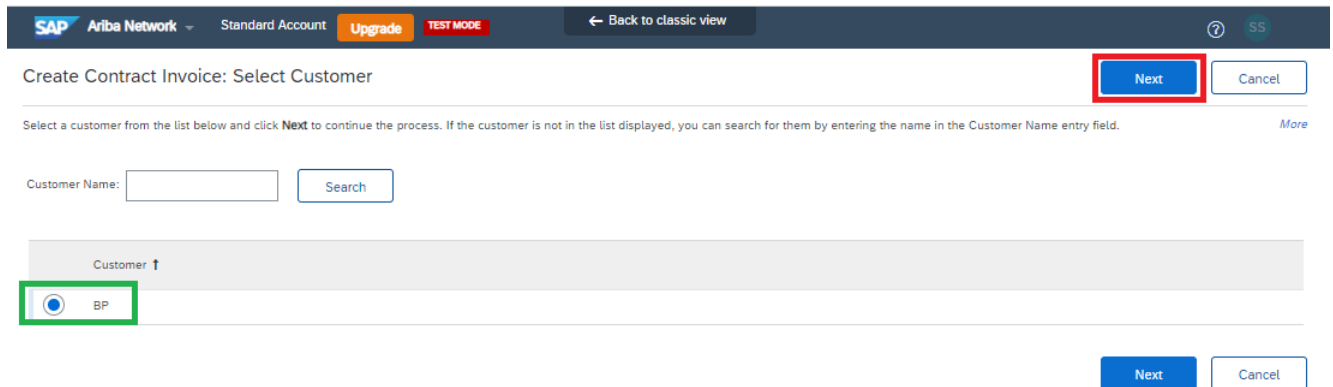 SAP Ariba Network Standard Account Upgrade TEST MODE ← Back to classic view ? SS
Create Contract Invoice: Select Customer Next Cancel
Select a customer from the list below and click Next to continue the process. If the customer is not in the list displayed, you can search for them by entering the name in the Customer Name entry field. More
Customer Name: Search
Customer ↑
BP
Next Cancel